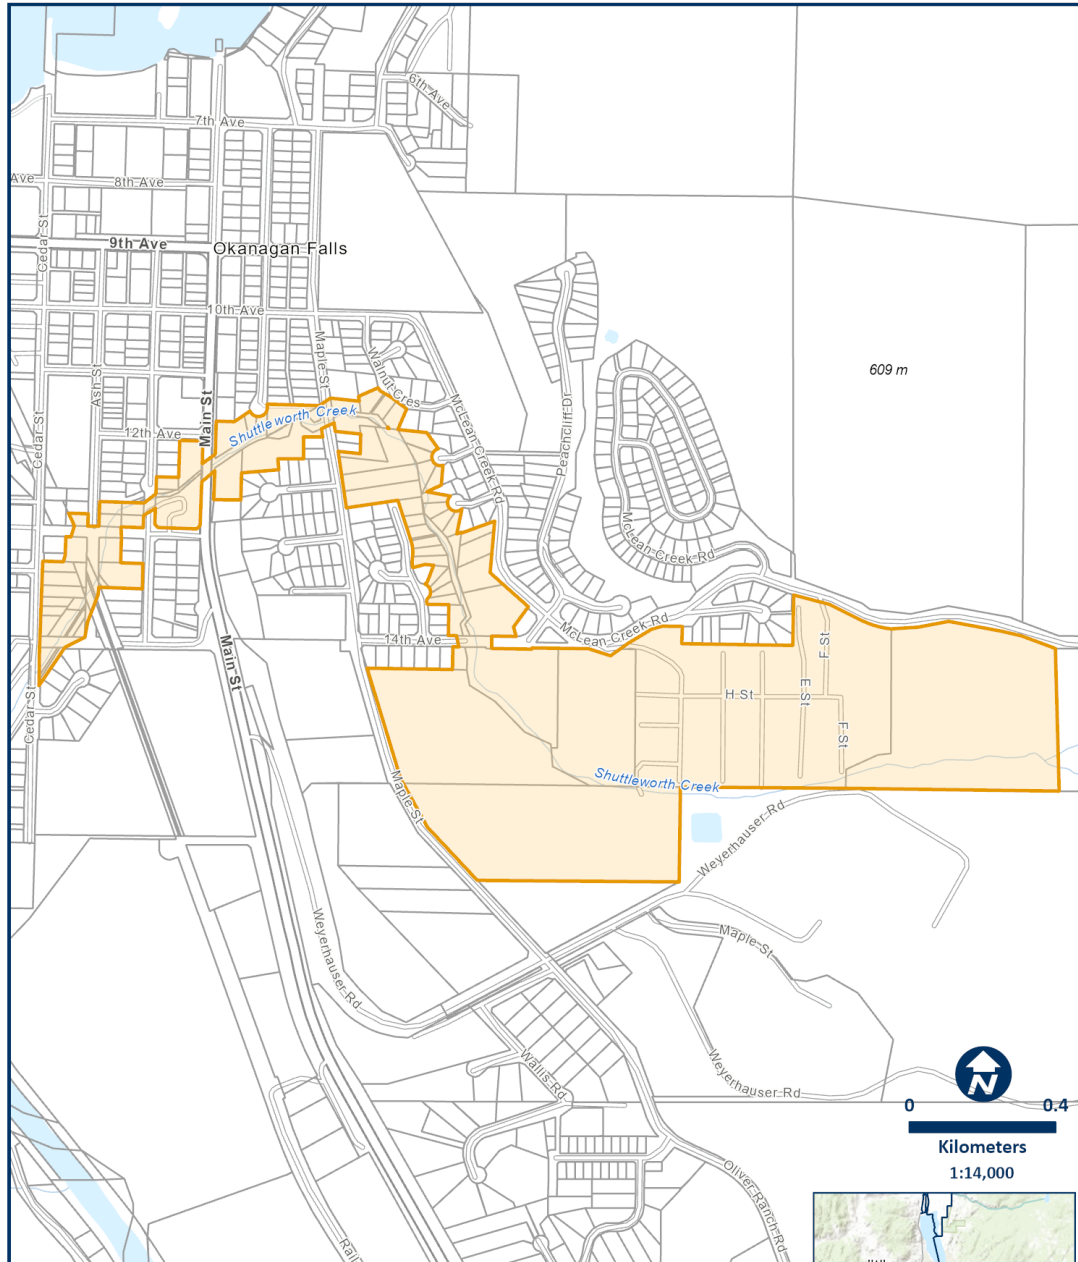 6th Ave
7th Ave
Ave
8th Ave
Cedar St
9th Ave
Okanagan Falls
10th Ave
Maple St
Walnut Cres
Ash St
Main St
McLean Creek Rd
Peachcliff Dr
609 m
Cedar St
12th Ave
Shuttleworth Creek
McLean Creek Rd
14th Ave
McLean Creek Rd
Main St
F St
E St
H St
F St
Cedar St
Shuttleworth Creek
Maple St
Weyerhauser Rd
Weyerhauser Rd
Maple St
Wallis Rd
Weyerhauser Rd
N
0
0.4
Kilometers
1:14,000
Oliver Ranch Rd